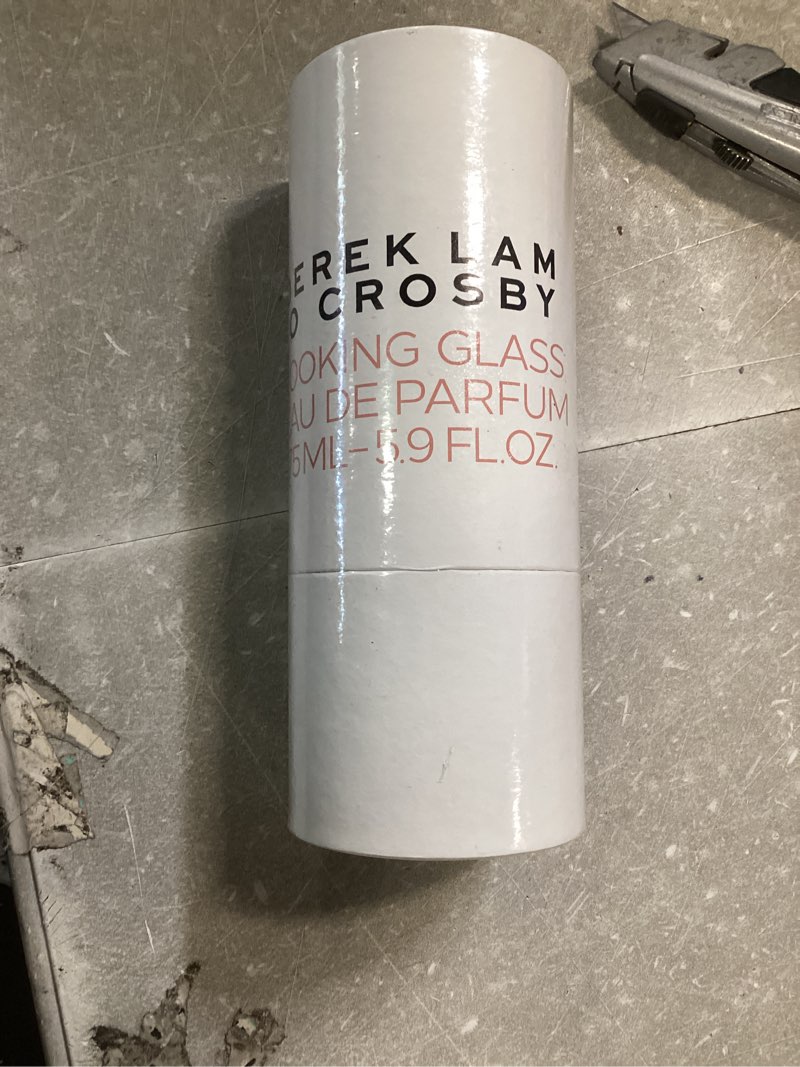 EREK LAM
O CROSBY
OOKING GLASS
AU DE PARFUM
5ML-5.9 FL.OZ.